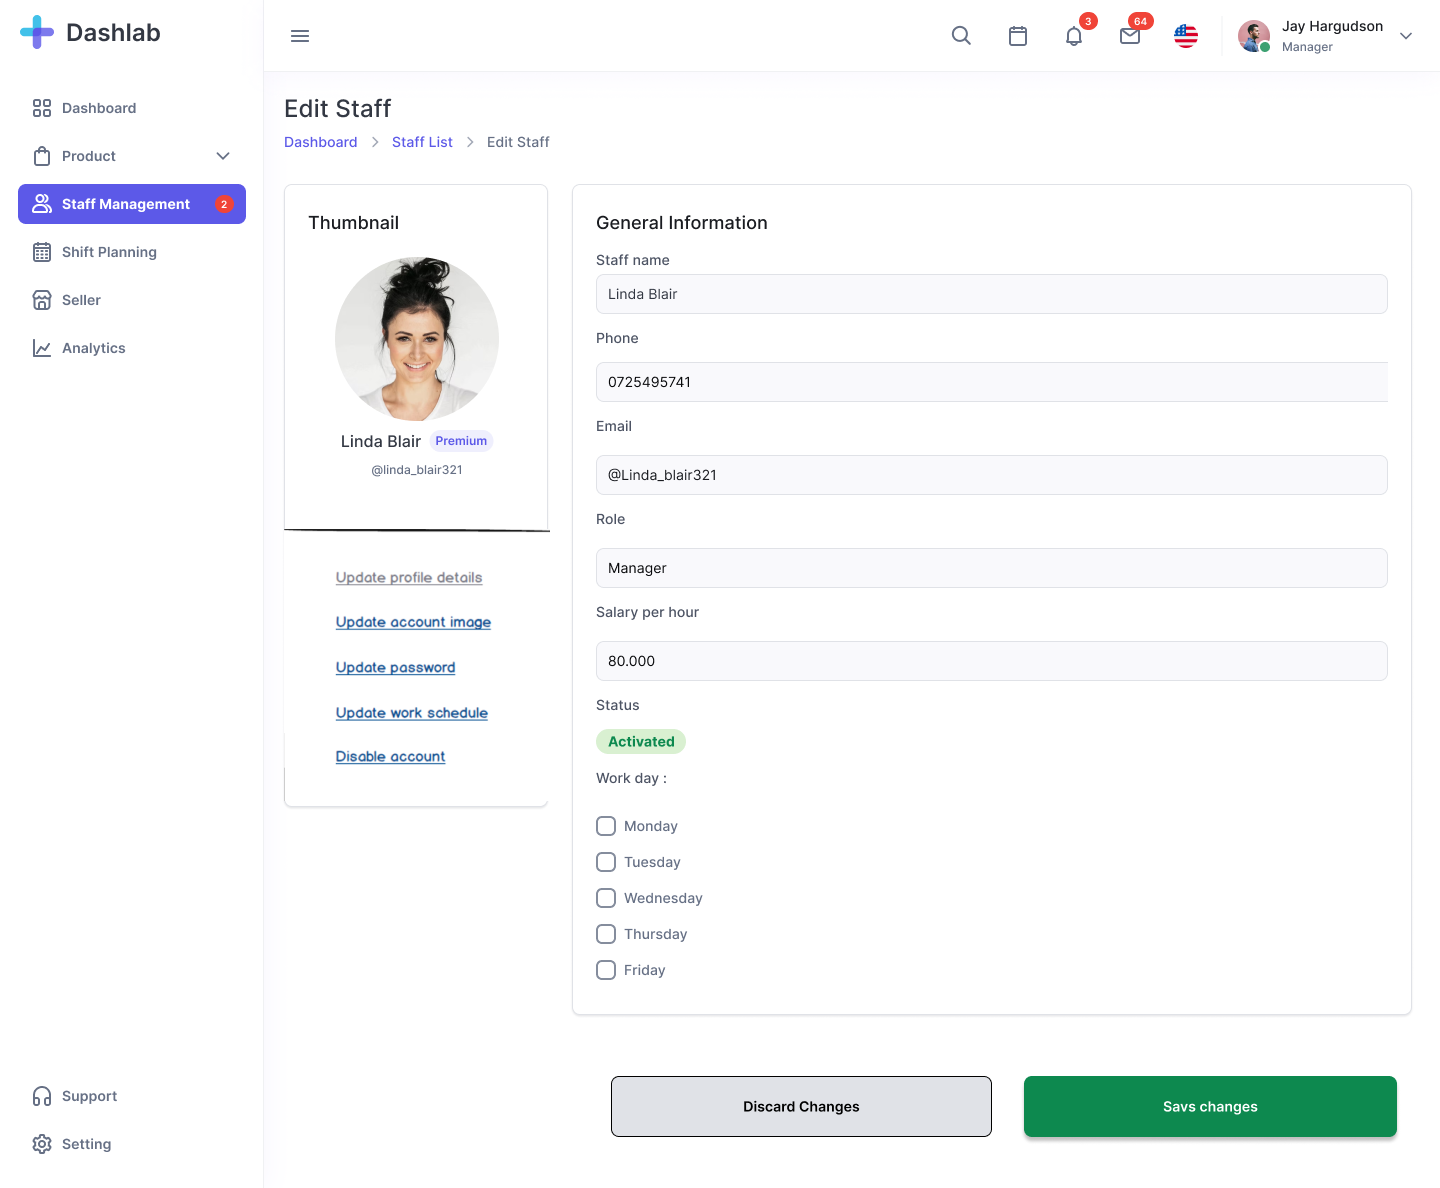 Dashlab
3
64
Jay Hargudson
Manager
Dashboard
Product
Staff Management 2
Shift Planning
Seller
Analytics
Support
Setting
Edit Staff
Dashboard > Staff List > Edit Staff
Thumbnail
Linda Blair Premium
@linda_blair321
Update profile details
Update account image
Update password
Update work schedule
Disable account
General Information
Staff name
Linda Blair
Phone
0725495741
Email
@Linda_blair321
Role
Manager
Salary per hour
80.000
Status
Activated
Work day :
Monday
Tuesday
Wednesday
Thursday
Friday
Discard Changes
Savs changes